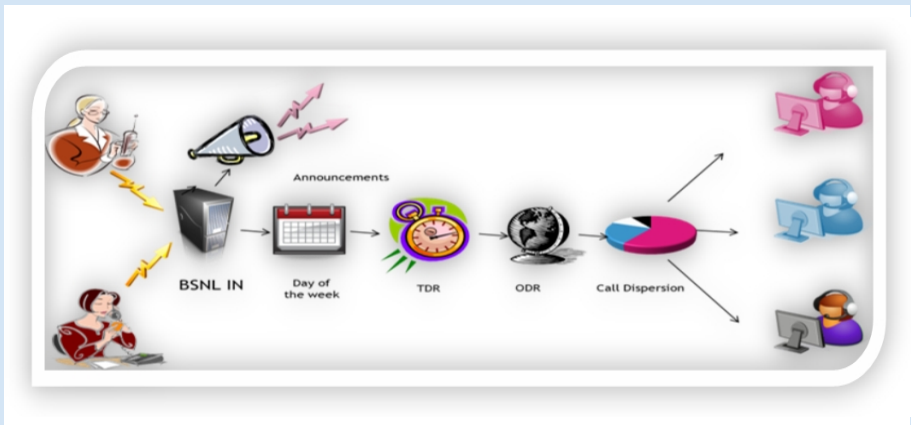 Announcements
BSNL IN
Day of
the week
TDR
ODR
Call Dispersion